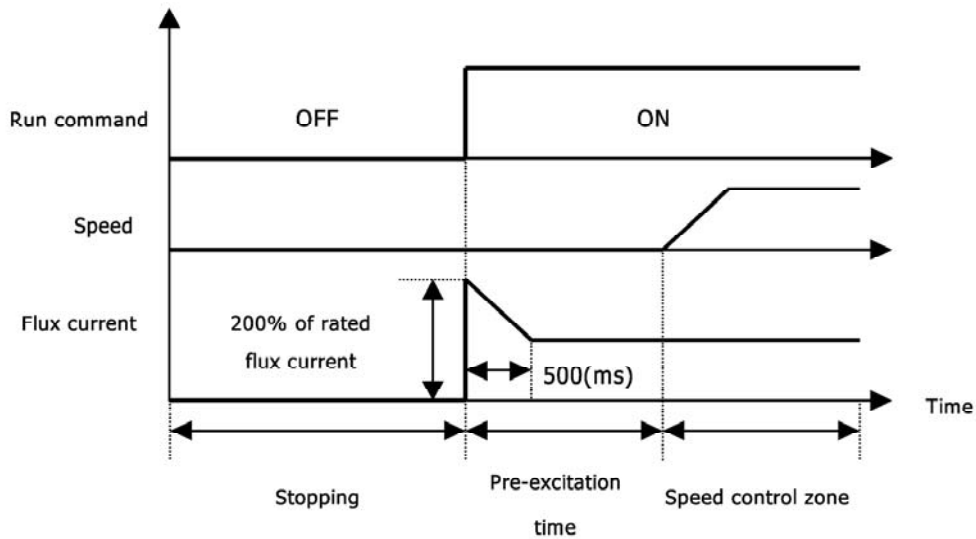 Run command
OFF
ON
Speed
Flux current
200% of rated
flux current
500(ms)
Time
Stopping
Pre-excitation
time
Speed control zone